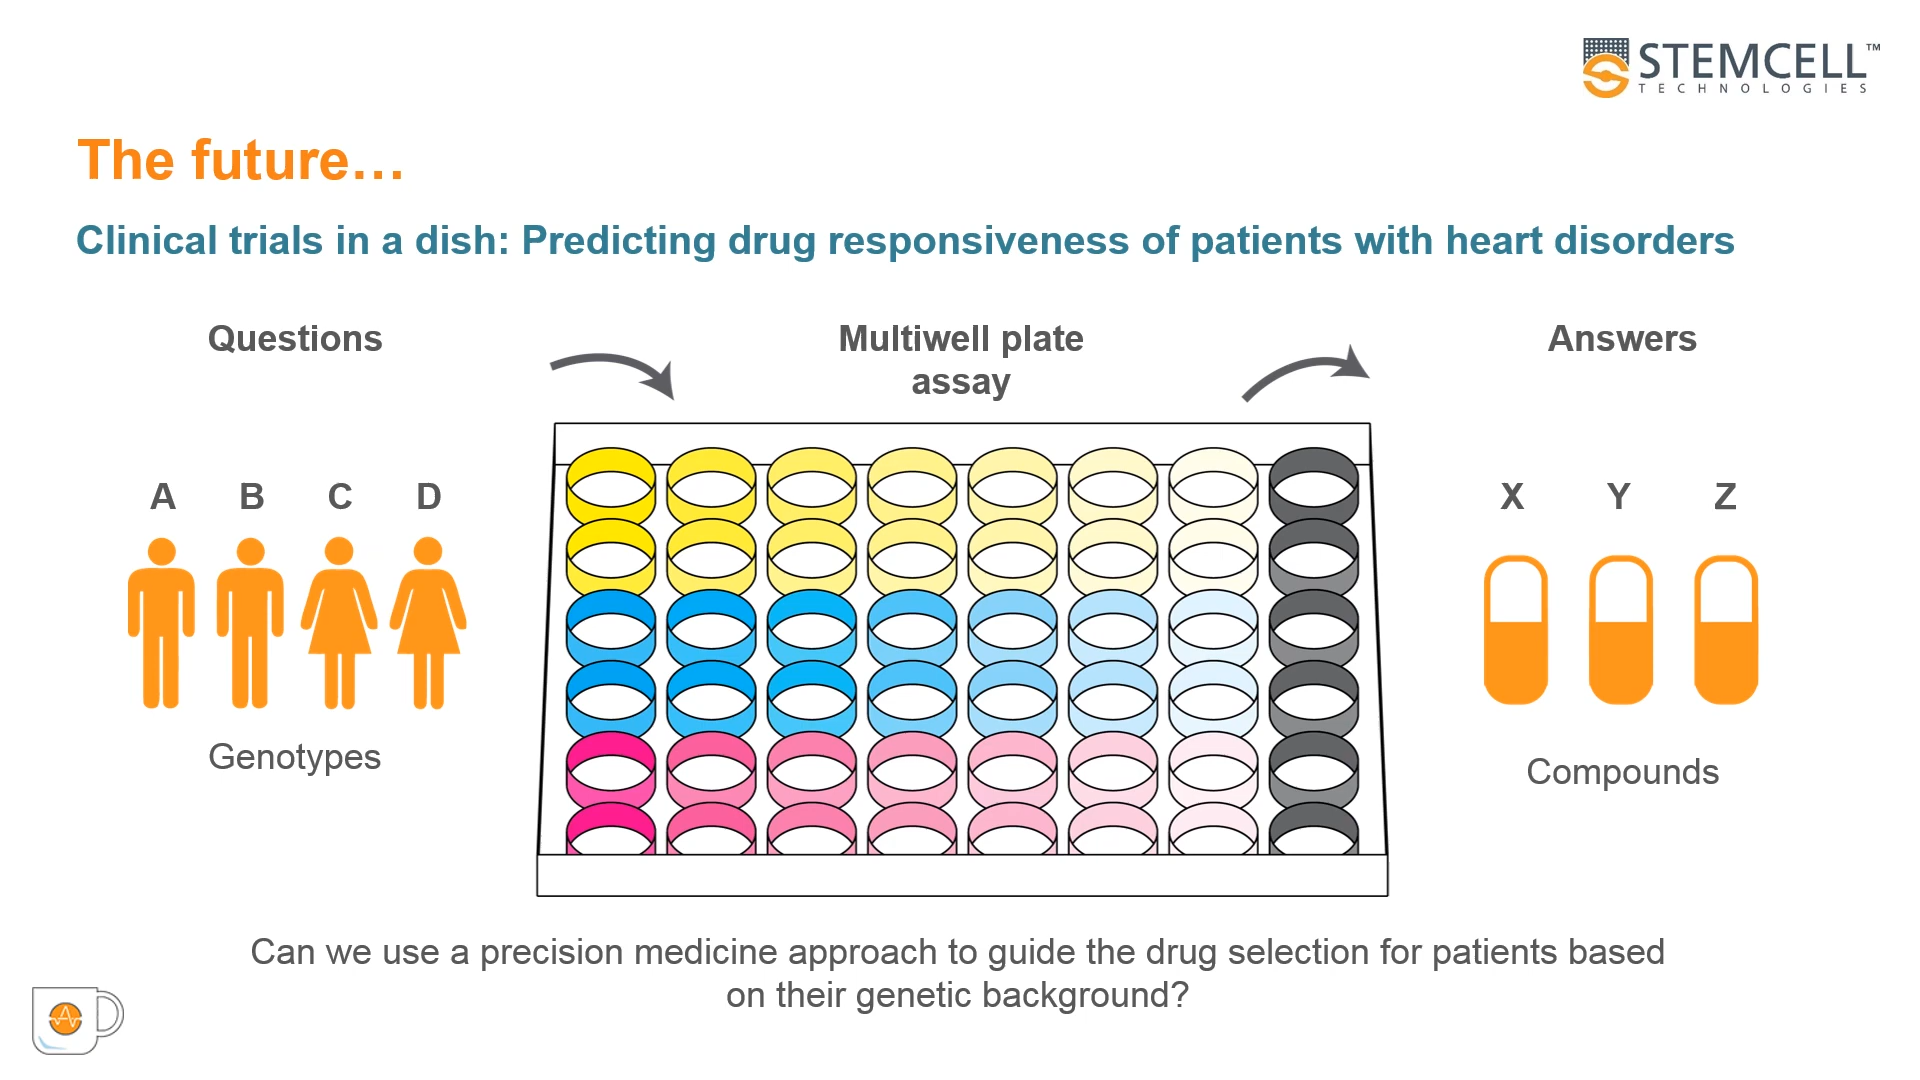 STEMCELL™
TECHNOLOGIES
The future…
Clinical trials in a dish: Predicting drug responsiveness of patients with heart disorders
Questions
Multiwell plate
assay
Answers
A B C D
X Y Z
Genotypes
Compounds
Can we use a precision medicine approach to guide the drug selection for patients based
on their genetic background?